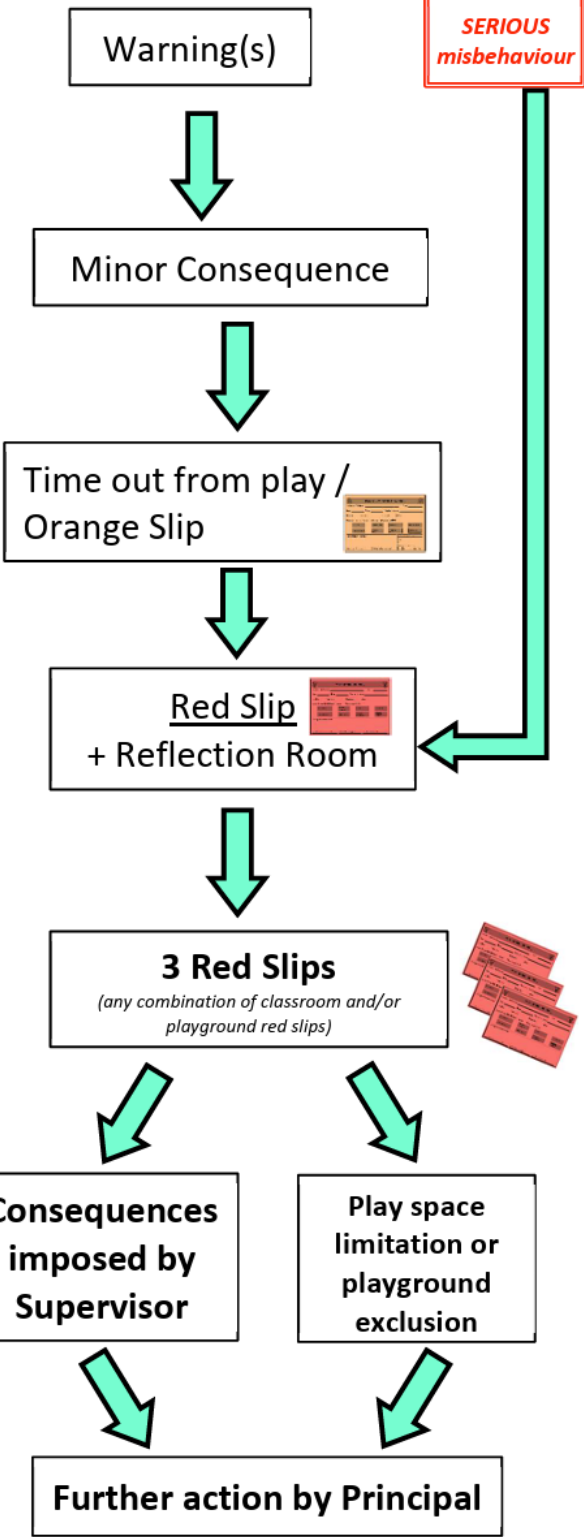 Warning(s)
SERIOUS
misbehaviour
Minor Consequence
Time out from play /
Orange Slip
Red Slip
+ Reflection Room
3 Red Slips
(any combination of classroom and/or
playground red slips)
Consequences
imposed by
Supervisor
Play space
limitation or
playground
exclusion
Further action by Principal